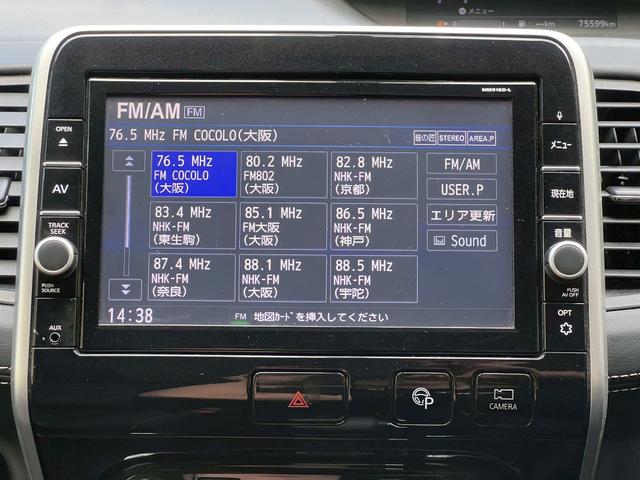 メニュー
0
1
--km
75599km
MM316D-L
OPEN
AV
TRACK
SEEK
PUSH
SOURCE
AUX
FM/AM FM
76.5 MHz FM COCOLO(大阪)
音の匠 STEREO AREA.P
76.5 MHz
FM COCOLO
(大阪)
80.2 MHz
FM802
(大阪)
82.8 MHz
NHK-FM
(京都)
83.4 MHz
NHK-FM
(東生駒)
85.1 MHz
FM大阪
(大阪)
86.5 MHz
NHK-FM
(神戸)
87.4 MHz
NHK-FM
(奈良)
88.1 MHz
NHK-FM
(大阪)
88.5 MHz
NHK-FM
(宇陀)
FM/AM
USER.P
エリア更新
Sound
14:38
FM 地図ｶｰﾄﾞを挿入してください
メニュー
現在地
音量
PUSH
AV OFF
OPT
P
CAMERA